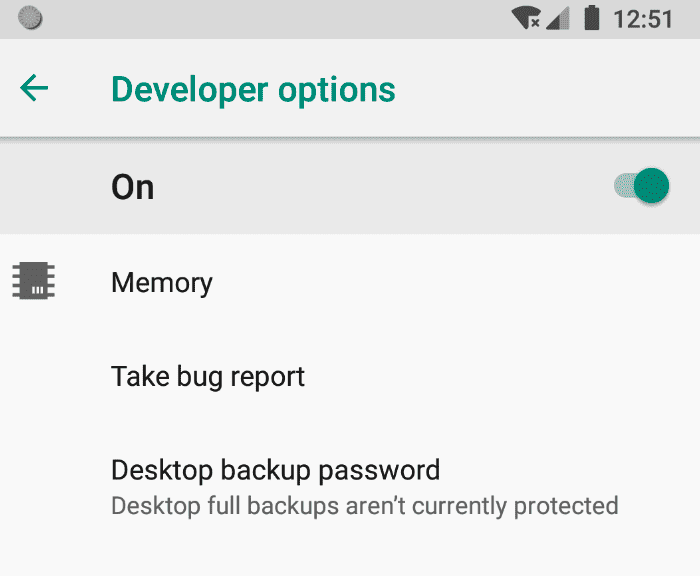 12:51
Developer options
On
Memory
Take bug report
Desktop backup password
Desktop full backups aren't currently protected